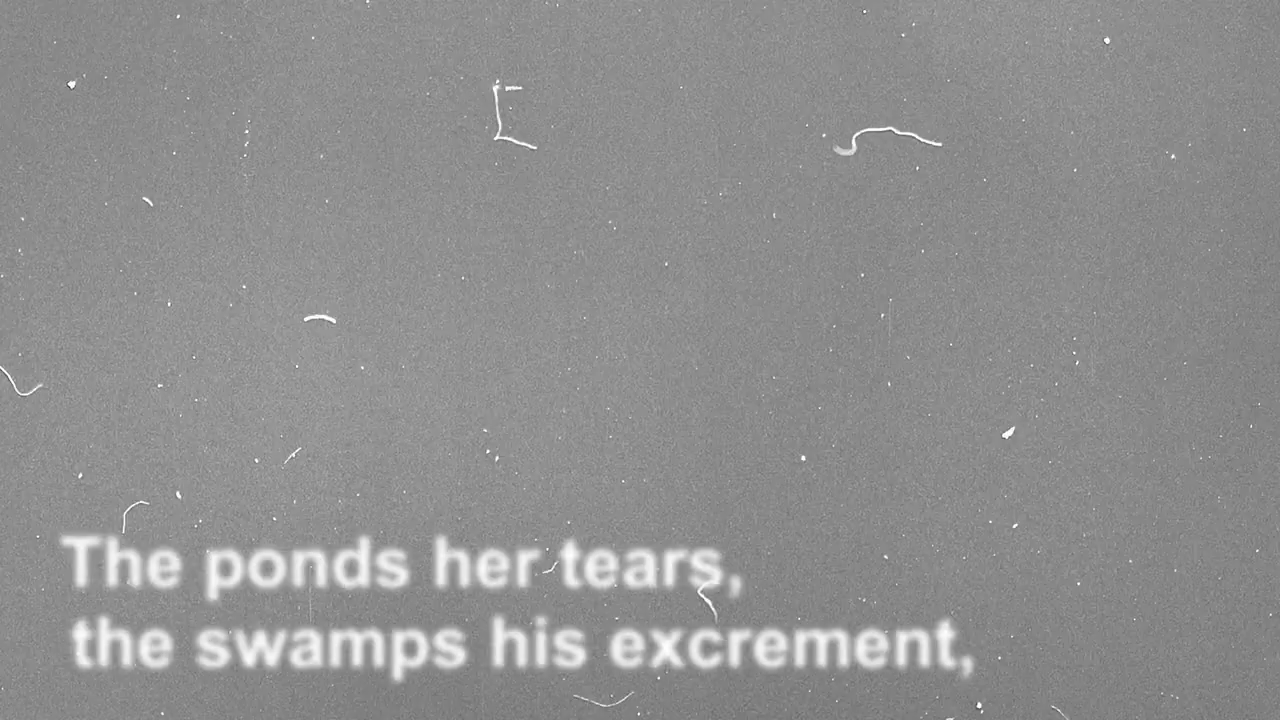 The ponds her tears,
the swamps his excrement,